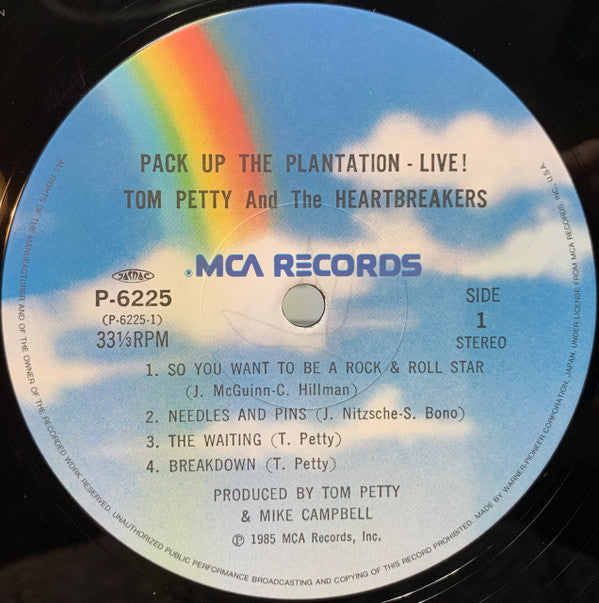 PACK UP THE PLANTATION - LIVE!
TOM PETTY And The HEARTBREAKERS
® MCA RECORDS
JASRAC
P-6225
(P-6225-1)
33⅓RPM
SIDE
1
STEREO
1. SO YOU WANT TO BE A ROCK & ROLL STAR
(J. McGuinn-C. Hillman)
2. NEEDLES AND PINS (J. Nitzsche-S. Bono)
3. THE WAITING (T. Petty)
4. BREAKDOWN (T. Petty)
PRODUCED BY TOM PETTY
& MIKE CAMPBELL
℗ 1985 MCA Records, Inc.
ALL RIGHTS OF THE MANUFACTURER AND OF THE OWNER OF THE RECORDED WORK RESERVED. UNAUTHORIZED PUBLIC PERFORMANCE BROADCASTING AND COPYING OF THIS RECORD PROHIBITED. MADE BY WARNER-PIONEER CORPORATION, JAPAN, UNDER LICENSE FROM MCA RECORDS, INC., U.S.A.